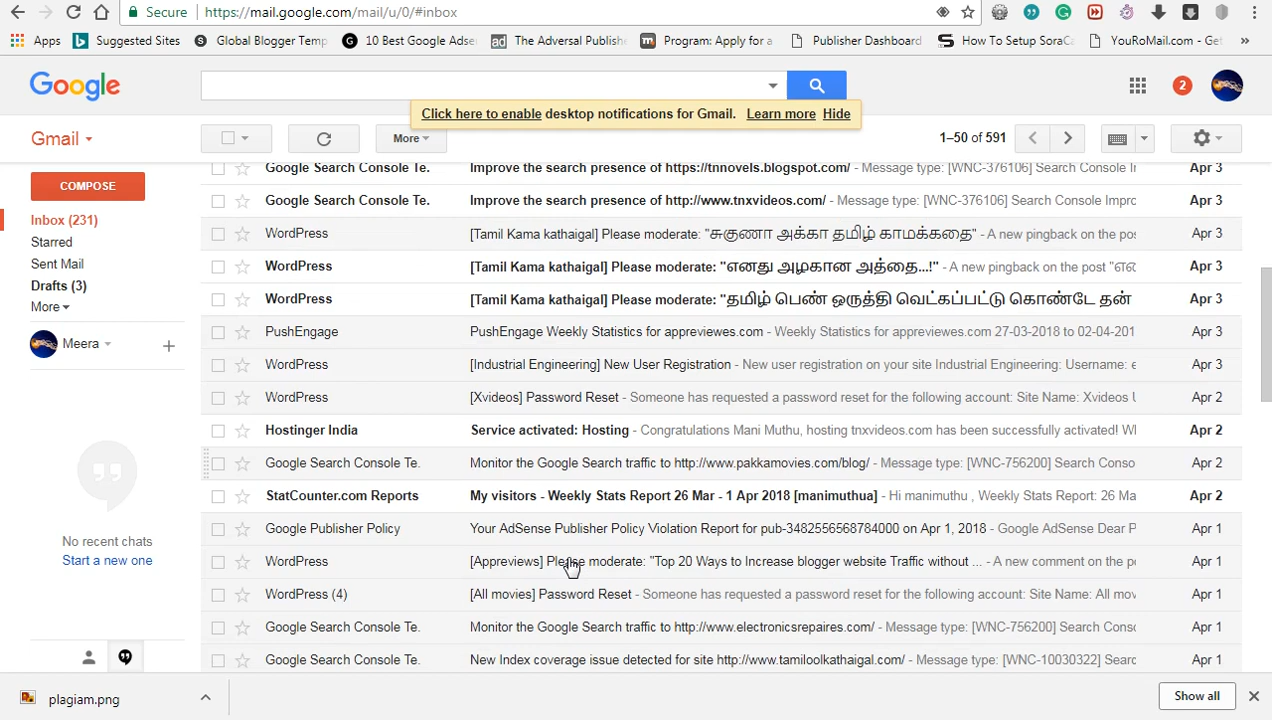 Secure https://mail.google.com/mail/u/0/#inbox
Apps Suggested Sites Global Blogger Temp 10 Best Google Adse The Adversal Publishe Program: Apply for a Publisher Dashboard How To Setup SoraCa YouRoMail.com - Get »
Google
Click here to enable desktop notifications for Gmail. Learn more Hide
2
Gmail
More
1–50 of 591
COMPOSE
Inbox (231)
Starred
Sent Mail
Drafts (3)
More
Meera
No recent chats
Start a new one
Google Search Console Te. Improve the search presence of https://tnnovels.blogspot.com/ - Message type: [WNC-376106] Search Console Im Apr 3
Google Search Console Te. Improve the search presence of http://www.tnxvideos.com/ - Message type: [WNC-376106] Search Console Improc Apr 3
WordPress [Tamil Kama kathaigal] Please moderate: "சுகுணா அக்கா தமிழ் காமக்கதை" - A new pingback on the post Apr 3
WordPress [Tamil Kama kathaigal] Please moderate: "எனது அழகான அத்தை...!" - A new pingback on the post "என Apr 3
WordPress [Tamil Kama kathaigal] Please moderate: "தமிழ் பெண் ஒருத்தி வெட்கப்பட்டு கொண்டே தன் Apr 3
PushEngage PushEngage Weekly Statistics for appreviewes.com - Weekly Statistics for appreviewes.com 27-03-2018 to 02-04-201 Apr 3
WordPress [Industrial Engineering] New User Registration - New user registration on your site Industrial Engineering: Username: e Apr 3
WordPress [Xvideos] Password Reset - Someone has requested a password reset for the following account: Site Name: Xvideos U Apr 2
Hostinger India Service activated: Hosting - Congratulations Mani Muthu, hosting tnxvideos.com has been successfully activated! Wh Apr 2
Google Search Console Te. Monitor the Google Search traffic to http://www.pakkamovies.com/blog/ - Message type: [WNC-756200] Search Conso Apr 2
StatCounter.com Reports My visitors - Weekly Stats Report 26 Mar - 1 Apr 2018 [manimuthua] - Hi manimuthu , Weekly Stats Report: 26 Ma Apr 2
Google Publisher Policy Your AdSense Publisher Policy Violation Report for pub-3482556568784000 on Apr 1, 2018 - Google AdSense Dear P Apr 1
WordPress [Appreviews] Please moderate: "Top 20 Ways to Increase blogger website Traffic without ... - A new comment on the po Apr 1
WordPress (4) [All movies] Password Reset - Someone has requested a password reset for the following account: Site Name: All mov Apr 1
Google Search Console Te. Monitor the Google Search traffic to http://www.electronicsrepaires.com/ - Message type: [WNC-756200] Search Conso Apr 1
Google Search Console Te. New Index coverage issue detected for site http://www.tamiloolkathaigal.com/ - Message type: [WNC-10030322] Searc Apr 1
plagiam.png
Show all